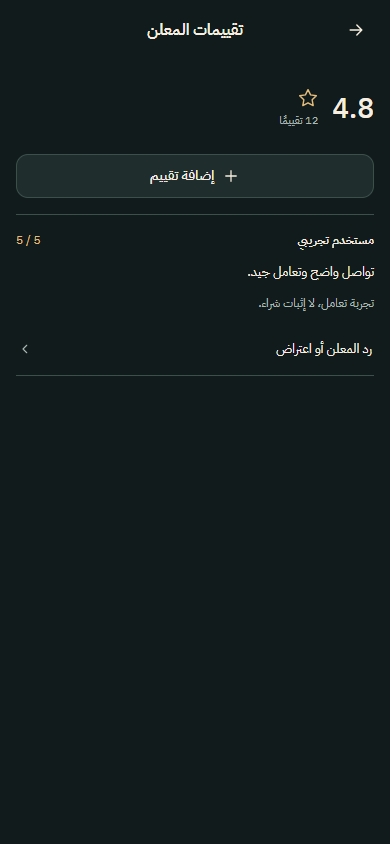 تقييمات المعلن
4.8
12 تقييمًا
إضافة تقييم
مستخدم تجريبي
5 / 5
تواصل واضح وتعامل جيد.
تجربة تعامل، لا إثبات شراء.
رد المعلن أو اعتراض